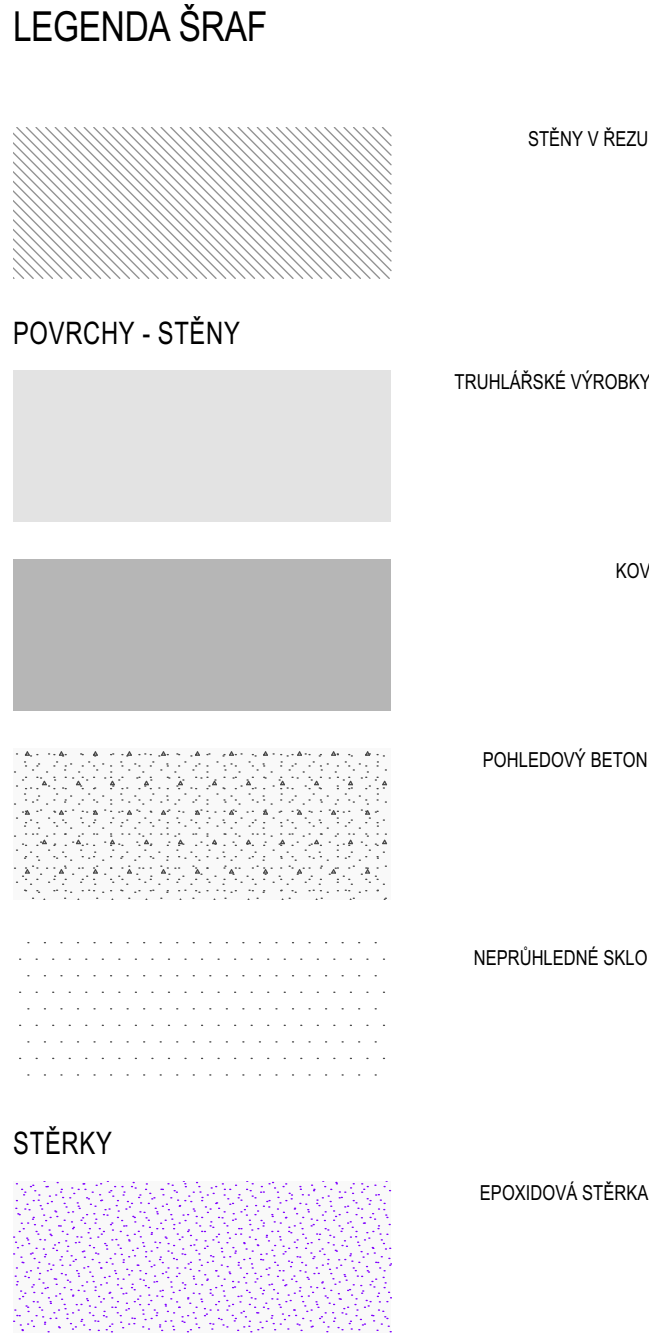 LEGENDA ŠRAF
STĚNY V ŘEZU
POVRCHY - STĚNY
TRUHLÁŘSKÉ VÝROBKY
KOV
POHLEDOVÝ BETON
NEPRŮHLEDNÉ SKLO
STĚRKY
EPOXIDOVÁ STĚRKA